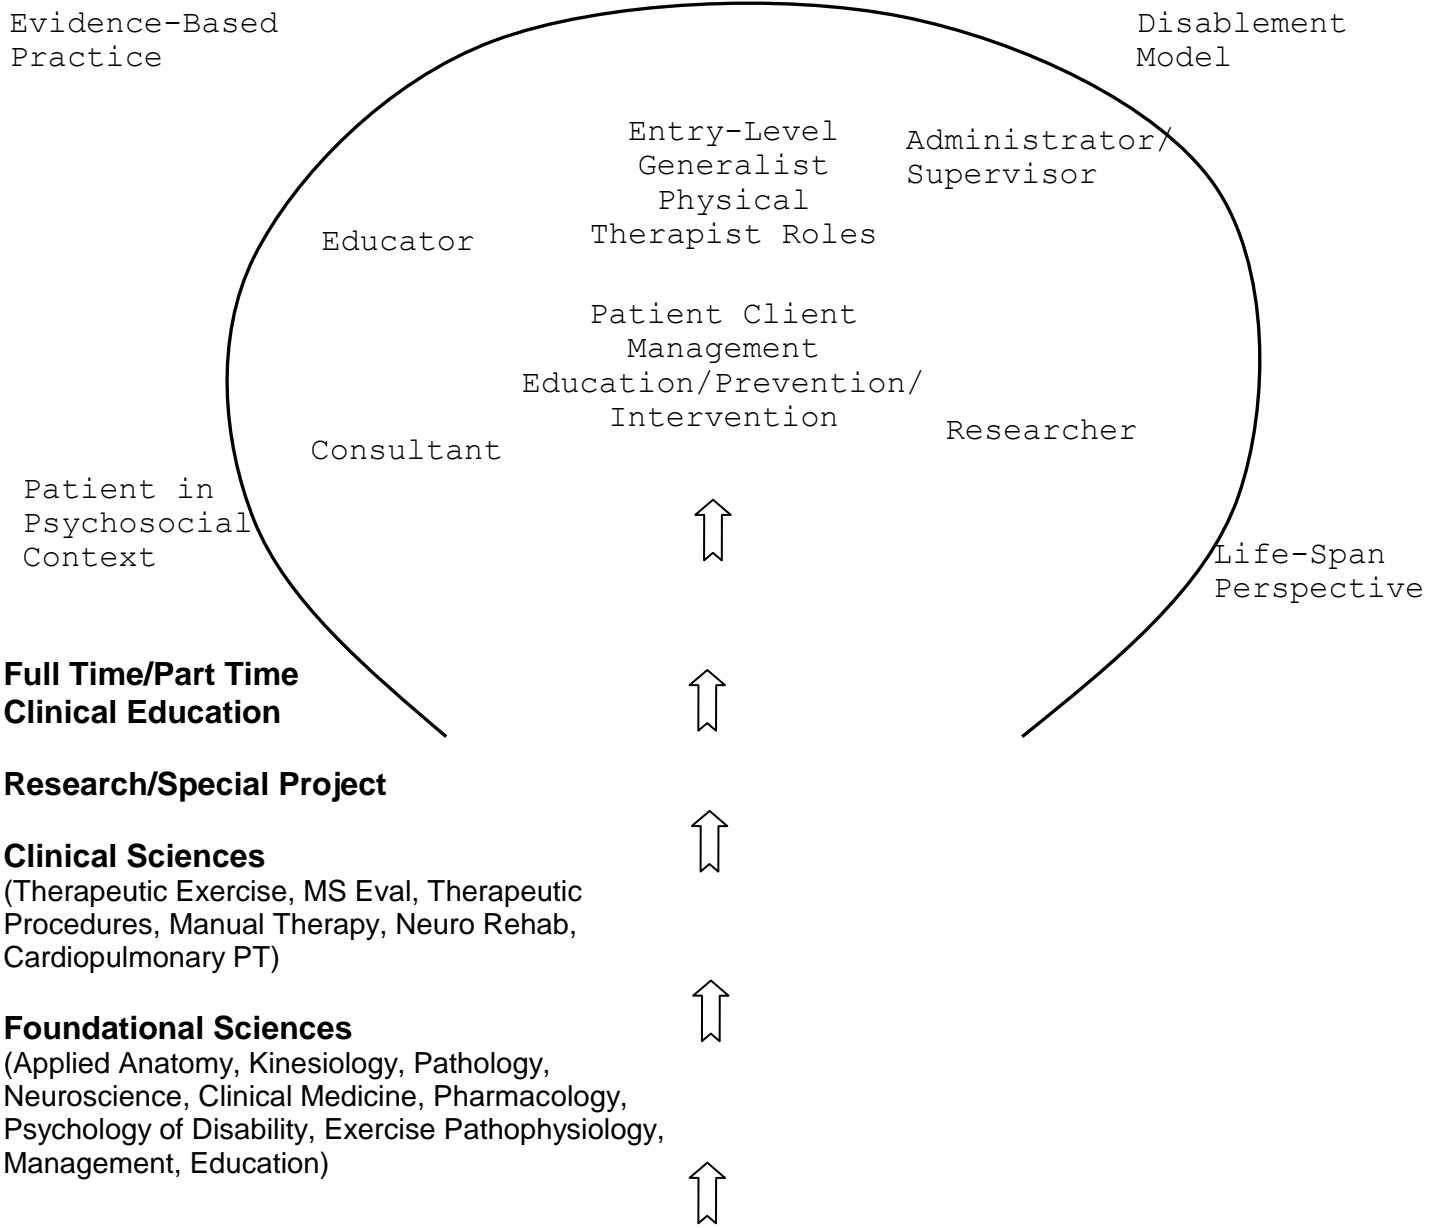 Evidence-Based
Practice
Disablement
Model
Entry-Level
Generalist
Physical
Therapist Roles
Administrator/
Supervisor
Educator
Patient Client
Management
Education/Prevention/
Intervention
Consultant
Researcher
Patient in
Psychosocial
Context
Life-Span
Perspective
Full Time/Part Time
Clinical Education
Research/Special Project
Clinical Sciences
(Therapeutic Exercise, MS Eval, Therapeutic
Procedures, Manual Therapy, Neuro Rehab,
Cardiopulmonary PT)
Foundational Sciences
(Applied Anatomy, Kinesiology, Pathology,
Neuroscience, Clinical Medicine, Pharmacology,
Psychology of Disability, Exercise Pathophysiology,
Management, Education)